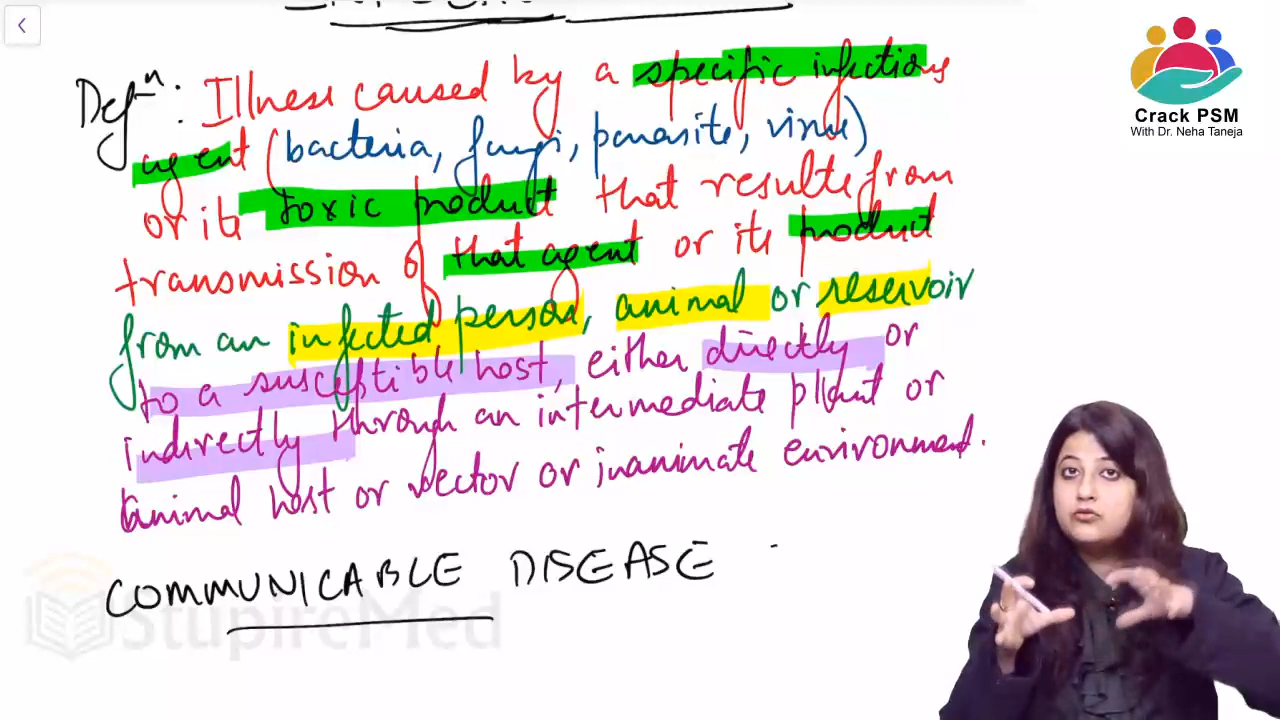 Defⁿ: Illness caused by a specific infectious
agent (bacteria, fungi, parasite, virus)
or its toxic product that results from
transmission of that agent or its product
from an infected person, animal or reservoir
to a susceptible host, either directly or
indirectly through an intermediate plant or
animal host or vector or inanimate environment.
COMMUNICABLE DISEASE
Crack PSM
With Dr. Neha Taneja
StupireMed